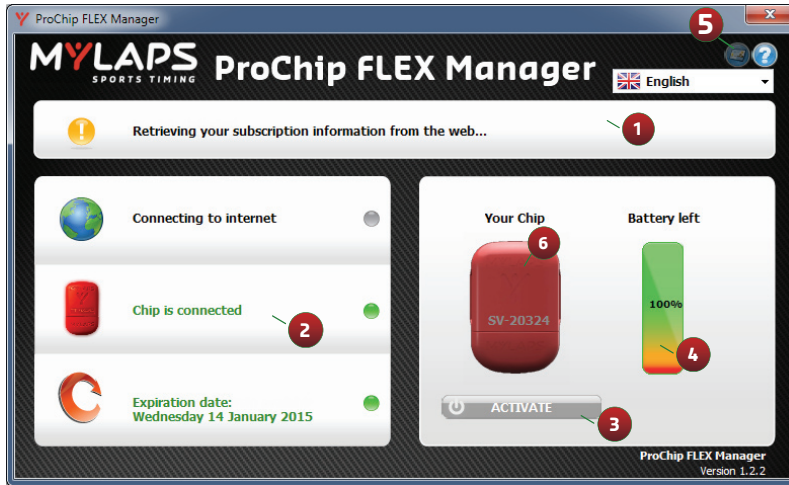 ProChip FLEX Manager
5
MYLAPS
SPORTS TIMING
ProChip FLEX Manager
?
English
!
Retrieving your subscription information from the web...
1
Connecting to internet
Chip is connected
2
Expiration date:
Wednesday 14 January 2015
Your Chip
Battery left
6
SV-20324
100%
4
ACTIVATE
3
ProChip FLEX Manager
Version 1.2.2